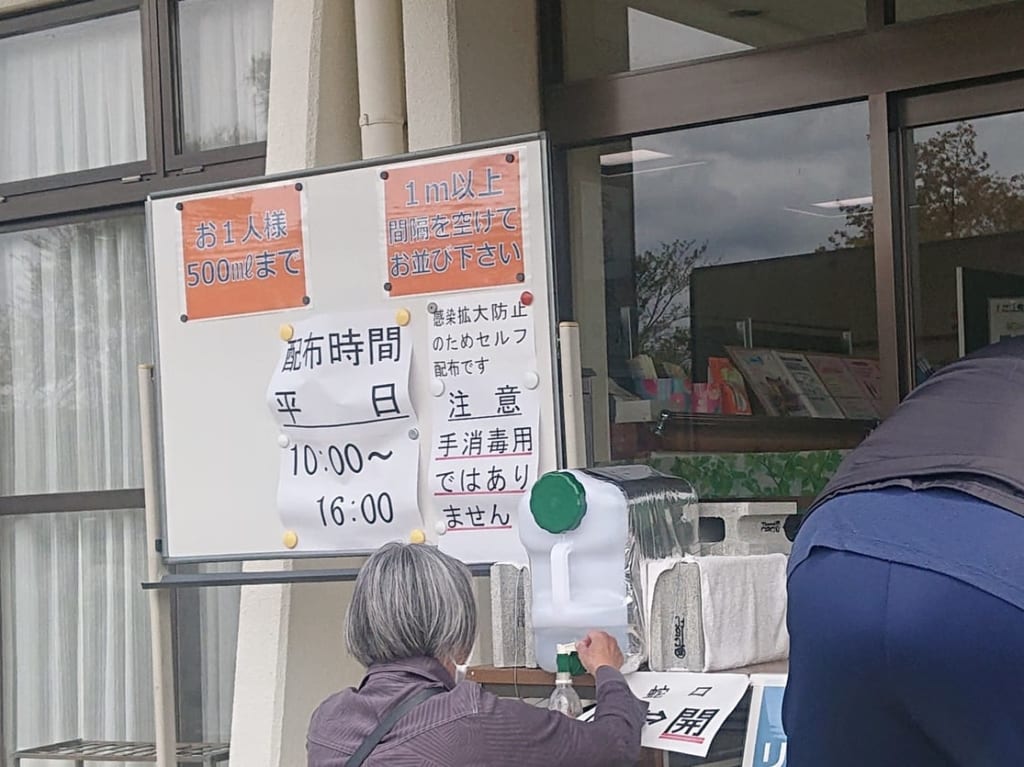 お1人様
500㎖まで
1m以上
間隔を空けて
お並び下さい
配布時間
平日
10:00～
16:00
感染拡大防止
のためセルフ
配布です
注意
手消毒用
ではあり
ません
蛇口
開